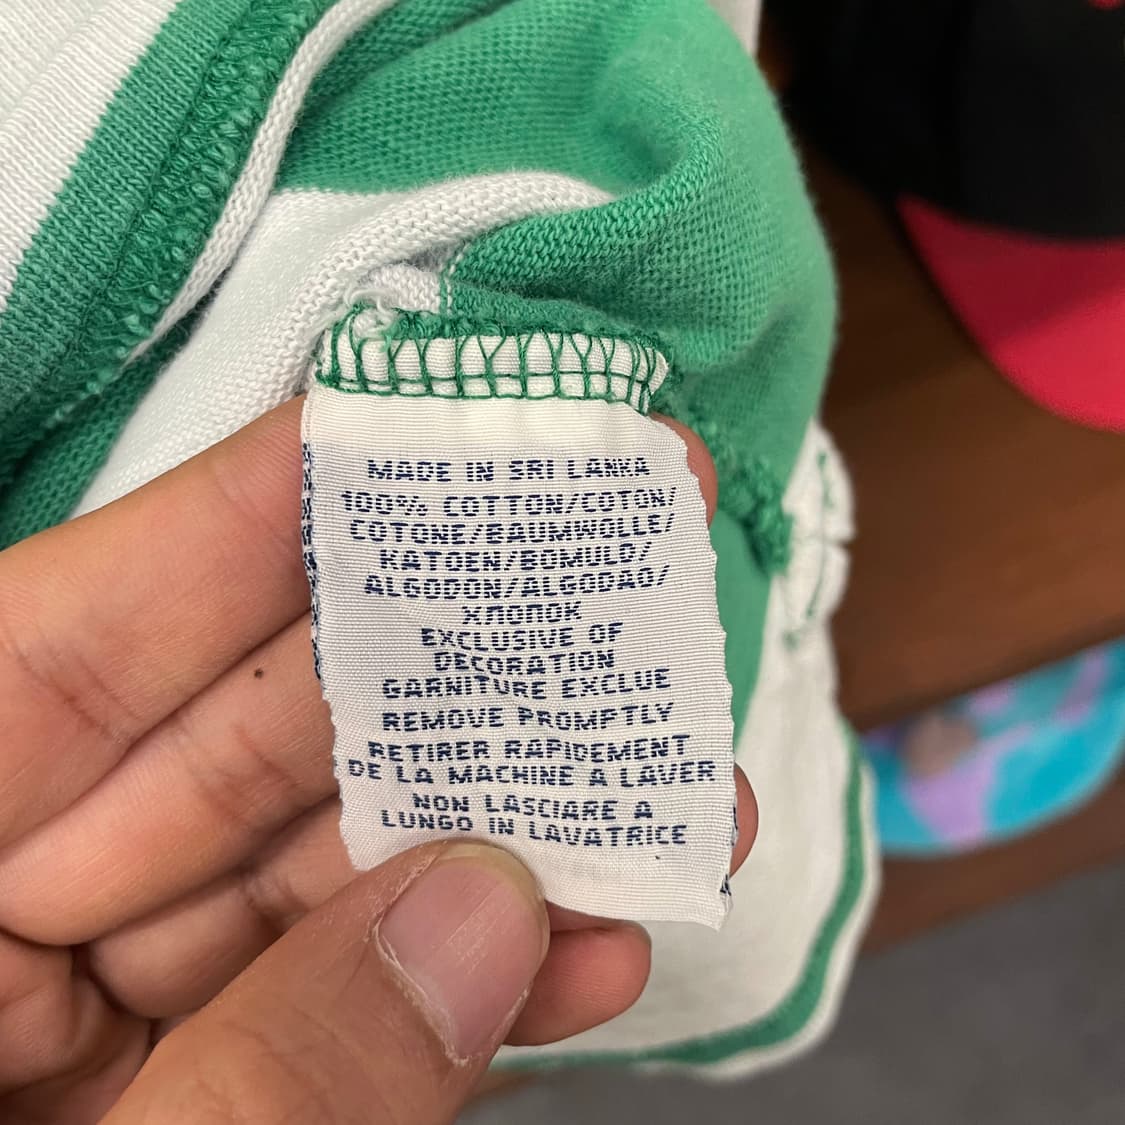 MADE IN SRI LANKA
100% COTTON/COTON/
COTONE/BAUMWOLLE/
KATOEN/BOMULD/
ALGODON/ALGODAO/
ХЛОПОК
EXCLUSIVE OF
DECORATION
GARNITURE EXCLUE
REMOVE PROMPTLY
RETIRER RAPIDEMENT
DE LA MACHINE A LAVER
NON LASCIARE A
LUNGO IN LAVATRICE